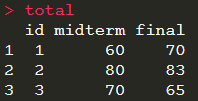 > total
id midterm final
1 1 60 70
2 2 80 83
3 3 70 65